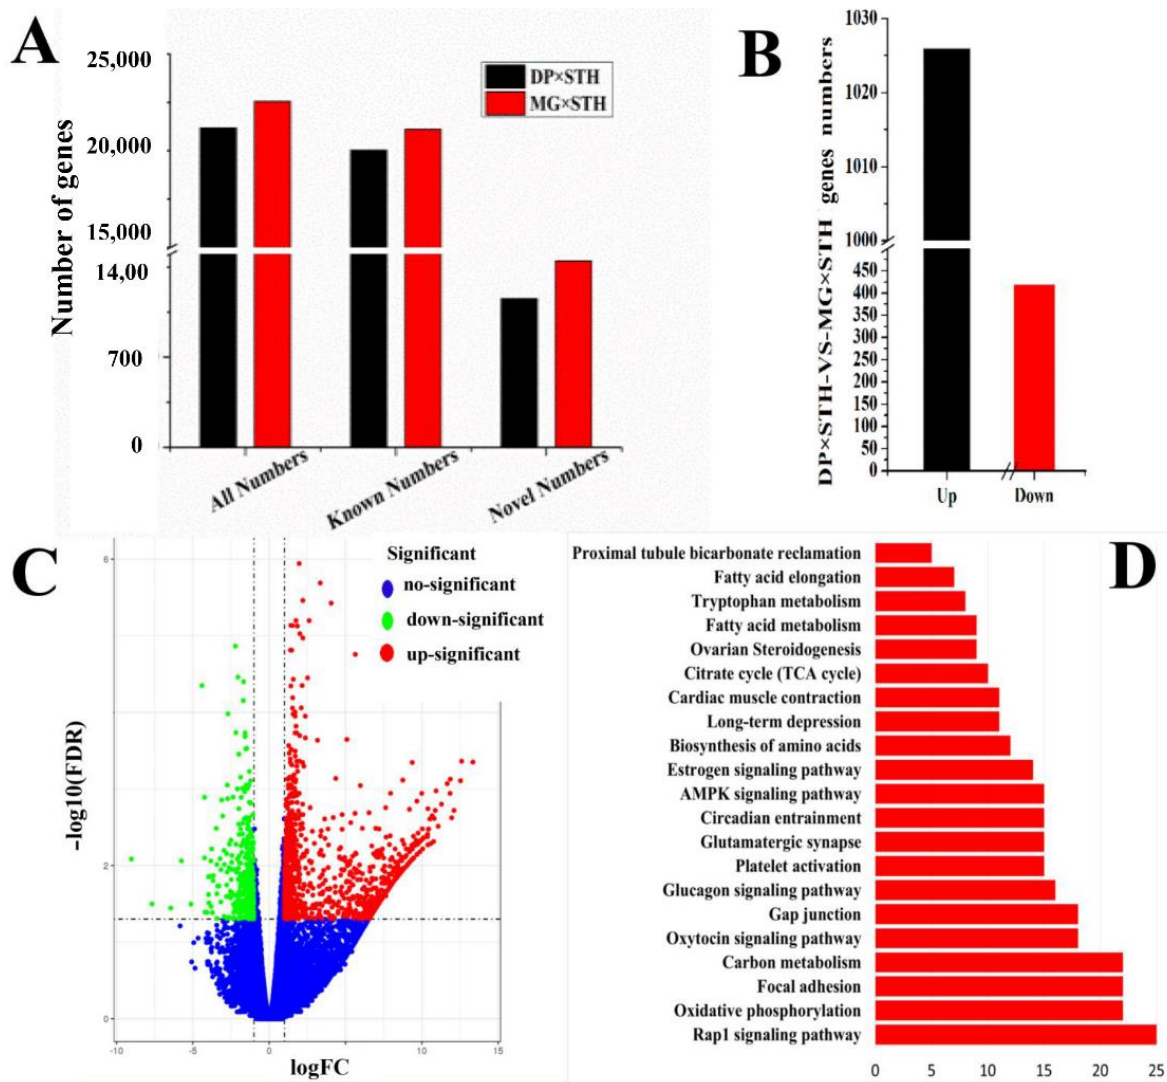 A
25,000
20,000
15,000
14,00
700
0
Number of genes
DP×STH
MG×STH
All Numbers
Known Numbers
Novel Numbers
B
DP×STH-VS-MG×STH genes numbers
1030
1020
1010
1000
450
400
350
300
250
200
150
100
50
0
Up
Down
C
-log10(FDR)
6
2
0
-10
-5
0
5
10
15
logFC
Significant
no-significant
down-significant
up-significant
D
Proximal tubule bicarbonate reclamation
Fatty acid elongation
Tryptophan metabolism
Fatty acid metabolism
Ovarian Steroidogenesis
Citrate cycle (TCA cycle)
Cardiac muscle contraction
Long-term depression
Biosynthesis of amino acids
Estrogen signaling pathway
AMPK signaling pathway
Circadian entrainment
Glutamatergic synapse
Platelet activation
Glucagon signaling pathway
Gap junction
Oxytocin signaling pathway
Carbon metabolism
Focal adhesion
Oxidative phosphorylation
Rap1 signaling pathway
0 5 10 15 20 25